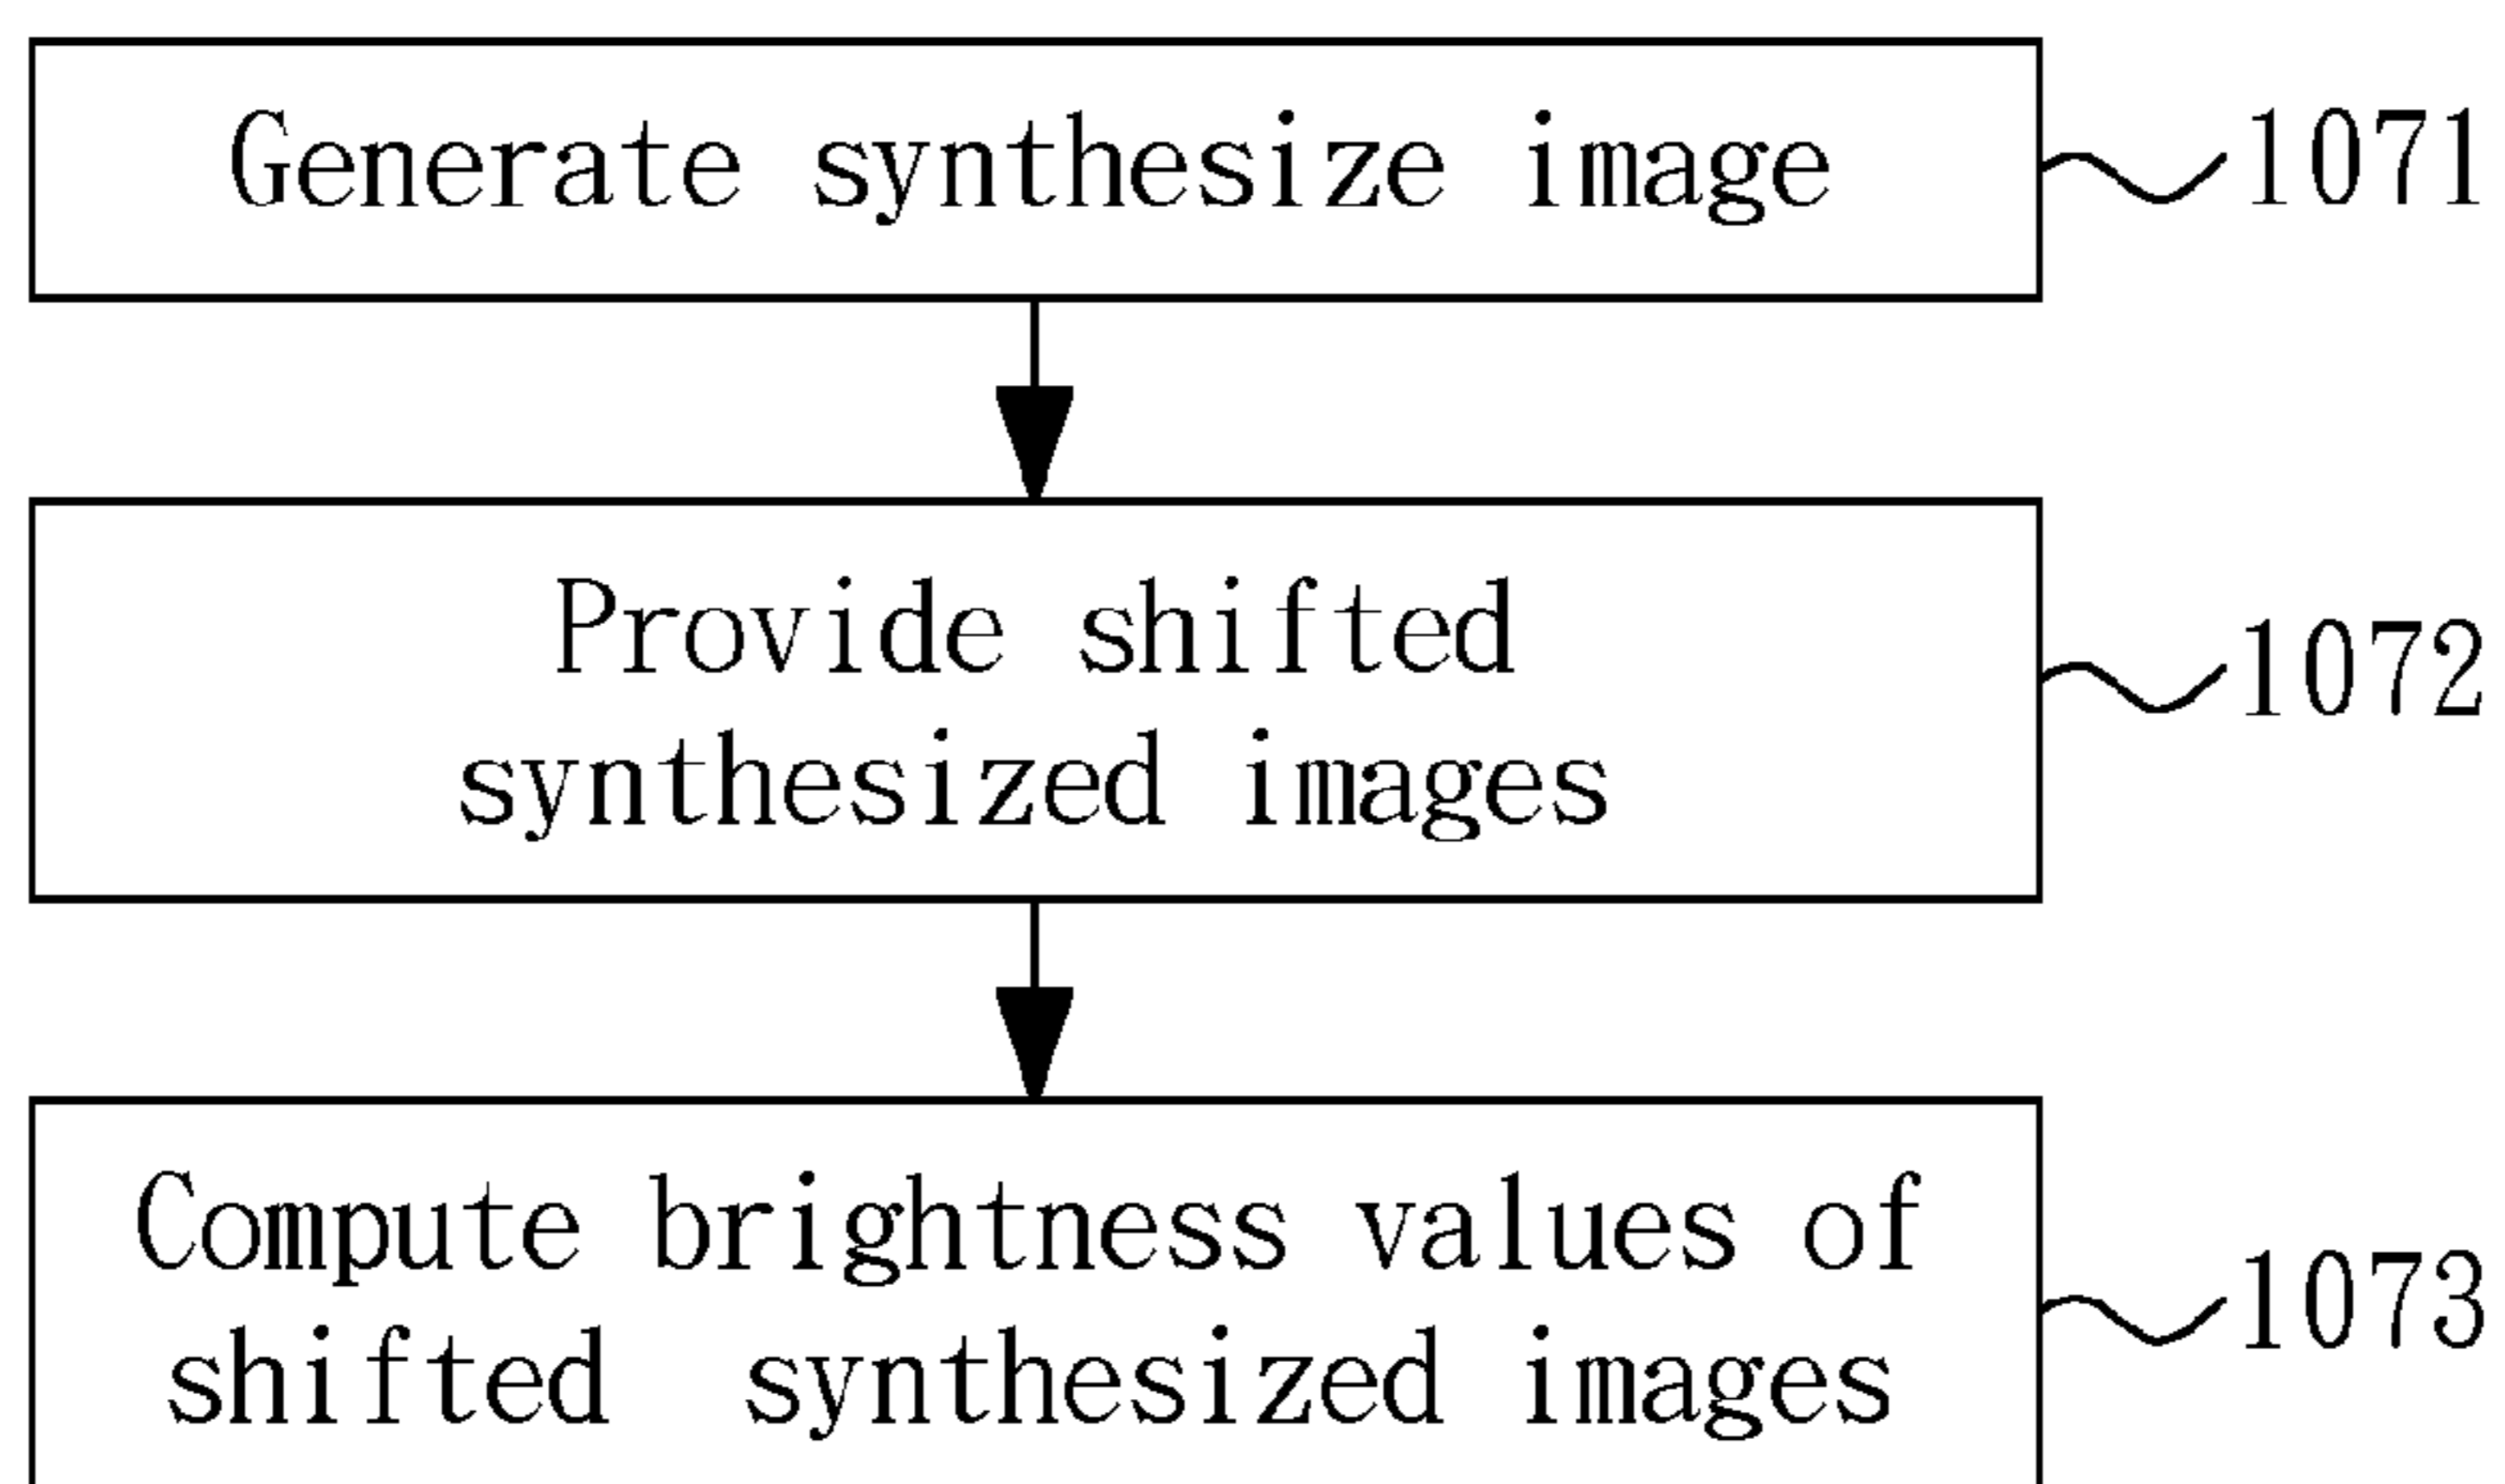 Generate synthesize image
1071
Provide shifted
synthesized images
1072
Compute brightness values of
shifted synthesized images
1073